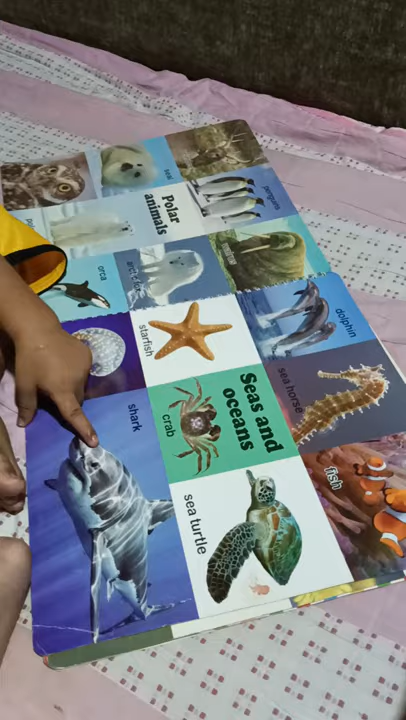 seal
penguins
Polar
animals
walrus
arctic fox
orca
dolphin
starfish
sea horse
Seas and
oceans
crab
shark
fish
sea turtle